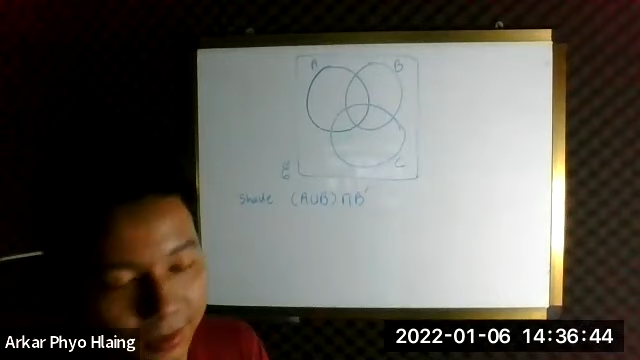 A B
C
Shade (A∪B)∩B'
Arkar Phyo Hlaing
2022-01-06 14:36:44